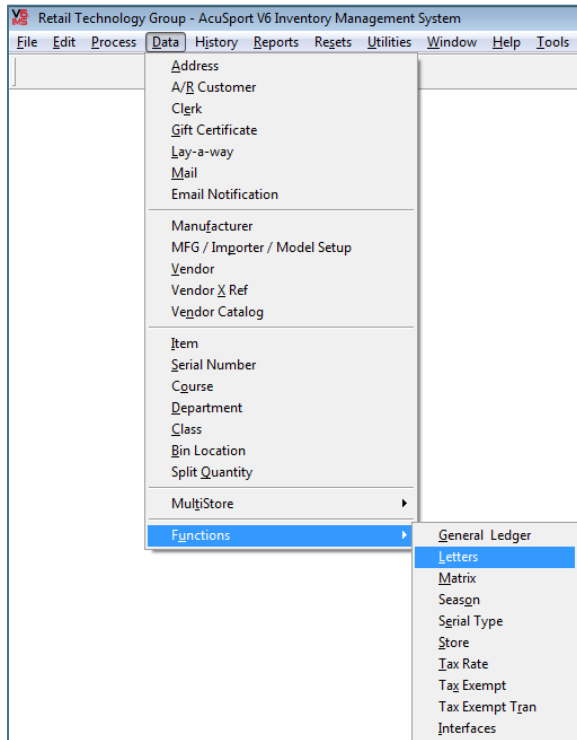 V6
MS
Retail Technology Group - AcuSport V6 Inventory Management System
File Edit Process Data History Reports Resets Utilities Window Help Tools
Address
A/R Customer
Clerk
Gift Certificate
Lay-a-way
Mail
Email Notification
Manufacturer
MFG / Importer / Model Setup
Vendor
Vendor X Ref
Vendor Catalog
Item
Serial Number
Course
Department
Class
Bin Location
Split Quantity
MultiStore
Functions
General Ledger
Letters
Matrix
Season
Serial Type
Store
Tax Rate
Tax Exempt
Tax Exempt Tran
Interfaces